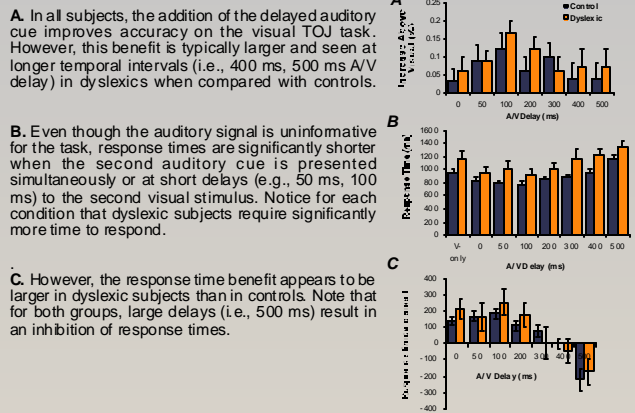 A. In all subjects, the addition of the delayed auditory
cue improves accuracy on the visual TOJ task.
However, this benefit is typically larger and seen at
longer temporal intervals (i.e., 400 ms, 500 ms A/V
delay) in dyslexics when compared with controls.
B. Even though the auditory signal is uninformative
for the task, response times are significantly shorter
when the second auditory cue is presented
simultaneously or at short delays (e.g., 50 ms, 100
ms) to the second visual stimulus. Notice for each
condition that dyslexic subjects require significantly
more time to respond.
.
C. However, the response time benefit appears to be
larger in dyslexic subjects than in controls. Note that
for both groups, large delays (i.e., 500 ms) result in
an inhibition of response times.
A
Control
Dyslexic
Increase Above
Visual (%)
0.25
0.2
0.15
0.1
0.05
0
0 50 100 200 300 400 500
A/V Delay (ms)
B
Response Time (ms)
1600
1400
1200
1000
800
600
400
200
0
V-
only
0 50 100 200 300 400 500
A/V Delay (ms)
C
400
300
200
100
0
-100
-200
-300
-400
0 50 100 200 300 400 500
A/V Delay (ms)